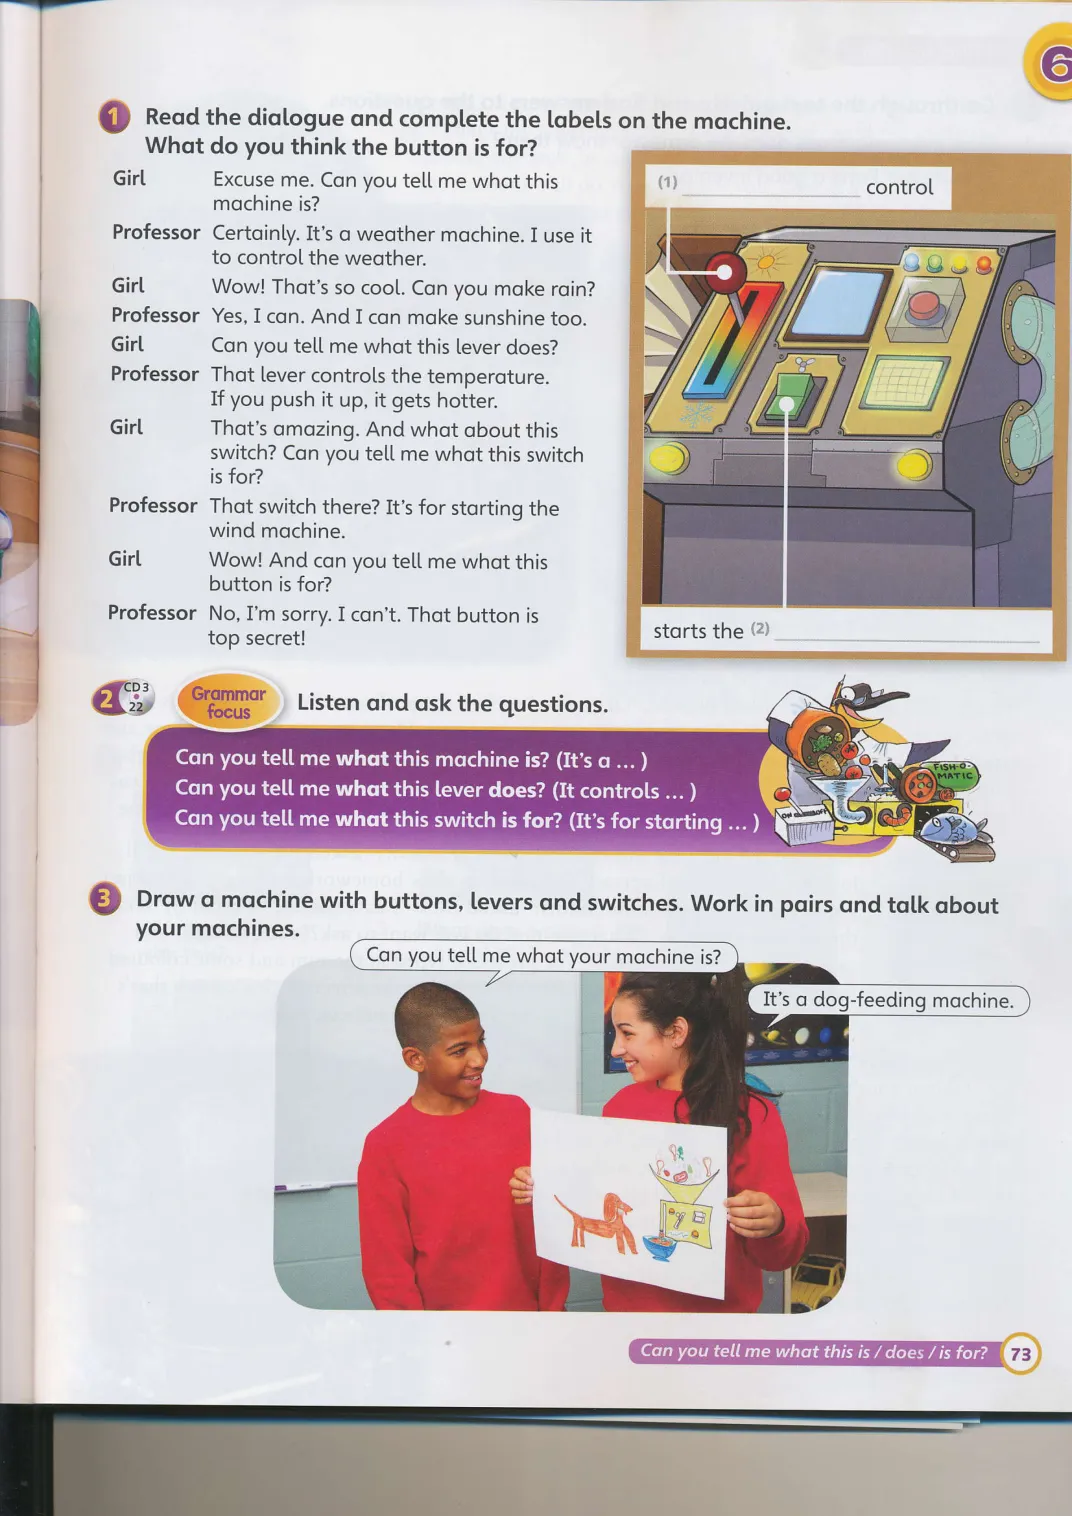 6
1 Read the dialogue and complete the labels on the machine.
What do you think the button is for?
Girl Excuse me. Can you tell me what this
machine is?
Professor Certainly. It's a weather machine. I use it
to control the weather.
Girl Wow! That's so cool. Can you make rain?
Professor Yes, I can. And I can make sunshine too.
Girl Can you tell me what this lever does?
Professor That lever controls the temperature.
If you push it up, it gets hotter.
Girl That's amazing. And what about this
switch? Can you tell me what this switch
is for?
Professor That switch there? It's for starting the
wind machine.
Girl Wow! And can you tell me what this
button is for?
Professor No, I'm sorry. I can't. That button is
top secret!
(1) ____________ control
starts the (2) ____________
2 CD3 22 Grammar focus Listen and ask the questions.
Can you tell me what this machine is? (It's a ... )
Can you tell me what this lever does? (It controls ... )
Can you tell me what this switch is for? (It's for starting ... )
FISH-O-
MATIC
ON OFF
3 Draw a machine with buttons, levers and switches. Work in pairs and talk about
your machines.
Can you tell me what your machine is?
It's a dog-feeding machine.
Can you tell me what this is / does / is for? 73